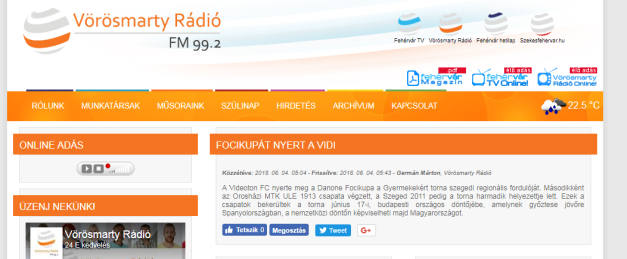 Vörösmarty Rádió
FM 99.2
Fehérvár TV Vörösmarty Rádió Fehérvár hetilap Szekesfehervar.hu
pdf élő adás élő adás
fehérvár Magazin fehérvár TV Online! Vörösmarty Rádió Online!
RÓLUNK MUNKATÁRSAK MŰSORAINK SZÜLINAP HIRDETÉS ARCHÍVUM KAPCSOLAT 22.5 °C
ONLINE ADÁS
ÜZENJ NEKÜNK!
Vörösmarty Rádió
24 E kedvelés
FOCIKUPÁT NYERT A VIDI
Közzétéve: 2018. 06. 04. 05:04 - Frissítve: 2018. 06. 04. 05:43 - Germán Márton, Vörösmarty Rádió
A Videoton FC nyerte meg a Danone Focikupa a Gyermekekért torna szegedi regionális fordulóját. Másodikként
az Orosházi MTK ULE 1913 csapata végzett, a Szeged 2011 pedig a torna harmadik helyezettje lett. Ezek a
csapatok bekerültek a torna június 17-i, budapesti országos döntőjébe, amelynek győztese jövőre
Spanyolországban, a nemzetközi döntőn képviselheti majd Magyarországot.
Tetszik 0 Megosztás Tweet G+